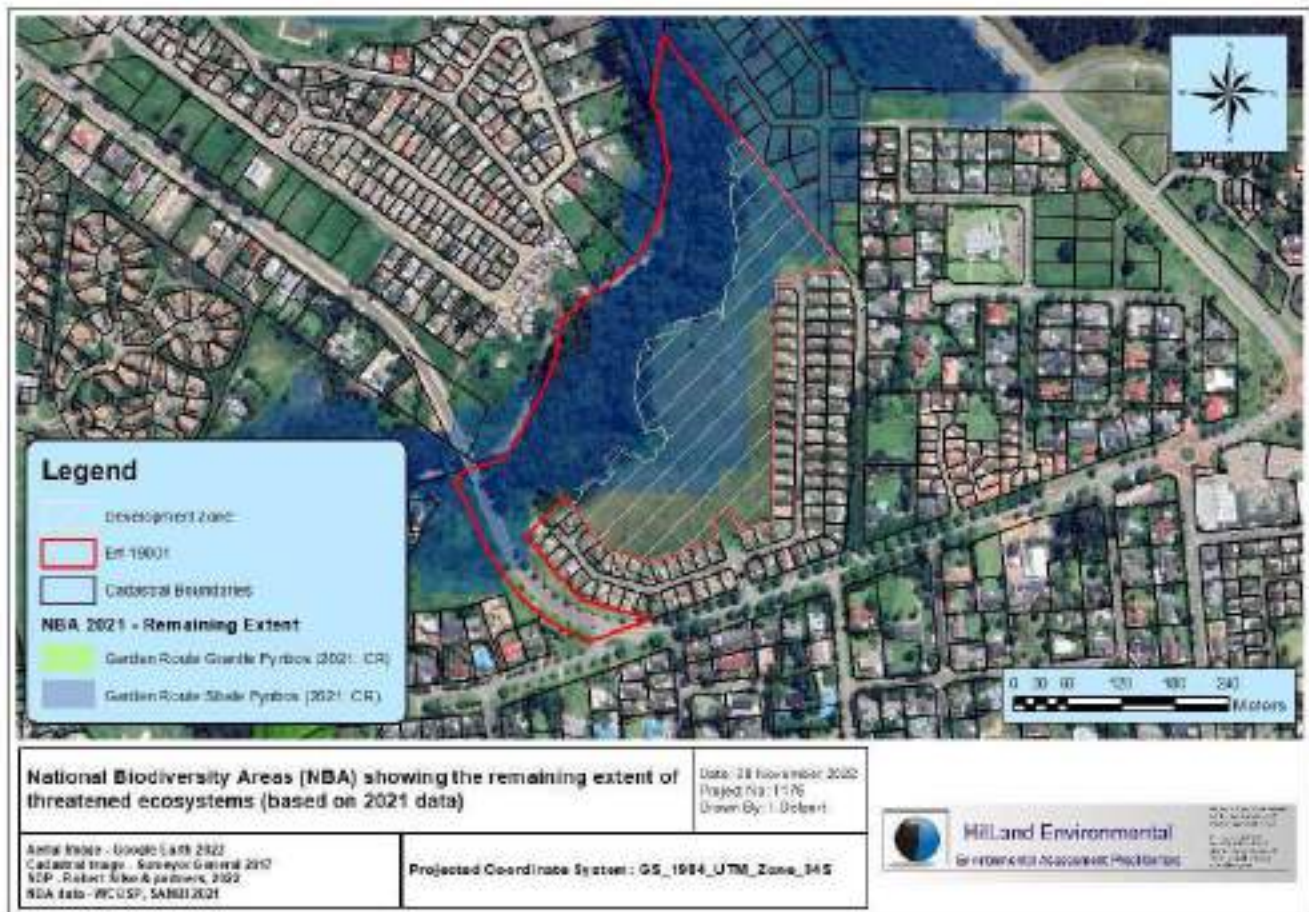 Legend
Development Zone
Erf 19001
Cadastral Boundaries
NBA 2021 - Remaining Extent
Garden Route Granite Fynbos (2021: CR)
Garden Route Shale Fynbos (2021: CR)
0 30 60 120 180 240
Meters
National Biodiversity Areas (NBA) showing the remaining extent of
threatened ecosystems (based on 2021 data)
Date: 28 November 2022
Project No: 1176
Drawn By: I.
Aerial Image - Google Earth 2022
Cadastral Image - Surveyor General 2017
SDP - Robert & partners, 2022
NBA data - WCBSP, SANBI 2021
Projected Coordinate System: GS_1984_UTM_Zone_34S
HilLand Environmental
Environmental Assessment Practitioners